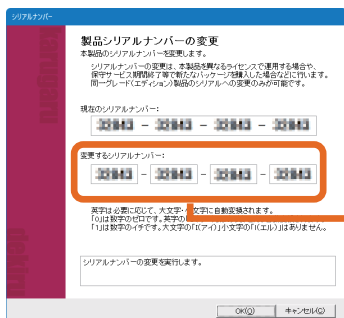 シリアルナンバー
製品シリアルナンバーの変更
本製品のシリアルナンバーを変更します。
シリアルナンバーの変更は、本製品を異なるライセンスで運用する場合や、
保守サービス期間終了等で新たなパッケージを購入した場合などに行います。
同一グレード(エディション)製品のシリアルへの変更のみが可能です。
現在のシリアルナンバー:
変更するシリアルナンバー:
英字は必要に応じて、大文字・小文字に自動変換されます。
「0」は数字のゼロです。英字の
「1」は数字のイチです。大文字の「I(アイ)」小文字の「l(エル)」はありません。
シリアルナンバーの変更を実行します。
OK(O) キャンセル(C)